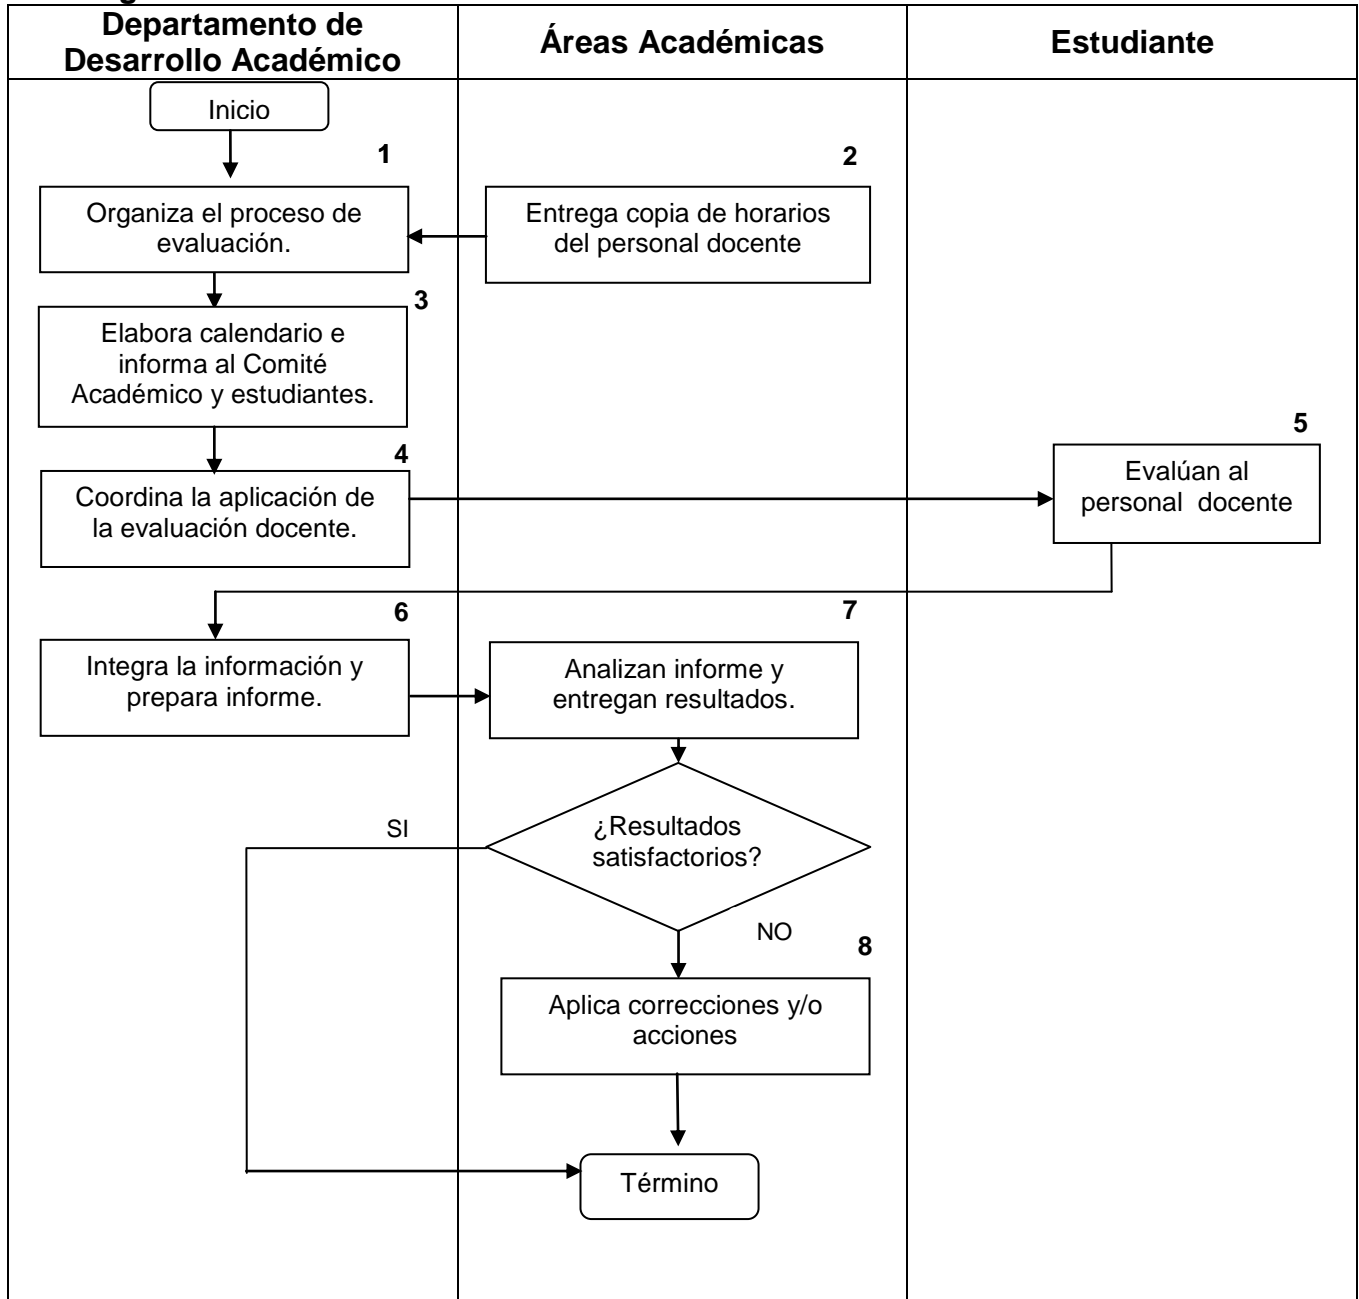 Departamento de
Desarrollo Académico
Áreas Académicas
Estudiante
Inicio
1
2
Organiza el proceso de
evaluación.
Entrega copia de horarios
del personal docente
3
Elabora calendario e
informa al Comité
Académico y estudiantes.
4
5
Coordina la aplicación de
la evaluación docente.
Evalúan al
personal docente
6
7
Integra la información y
prepara informe.
Analizan informe y
entregan resultados.
SI
¿Resultados
satisfactorios?
NO
8
Aplica correcciones y/o
acciones
Término